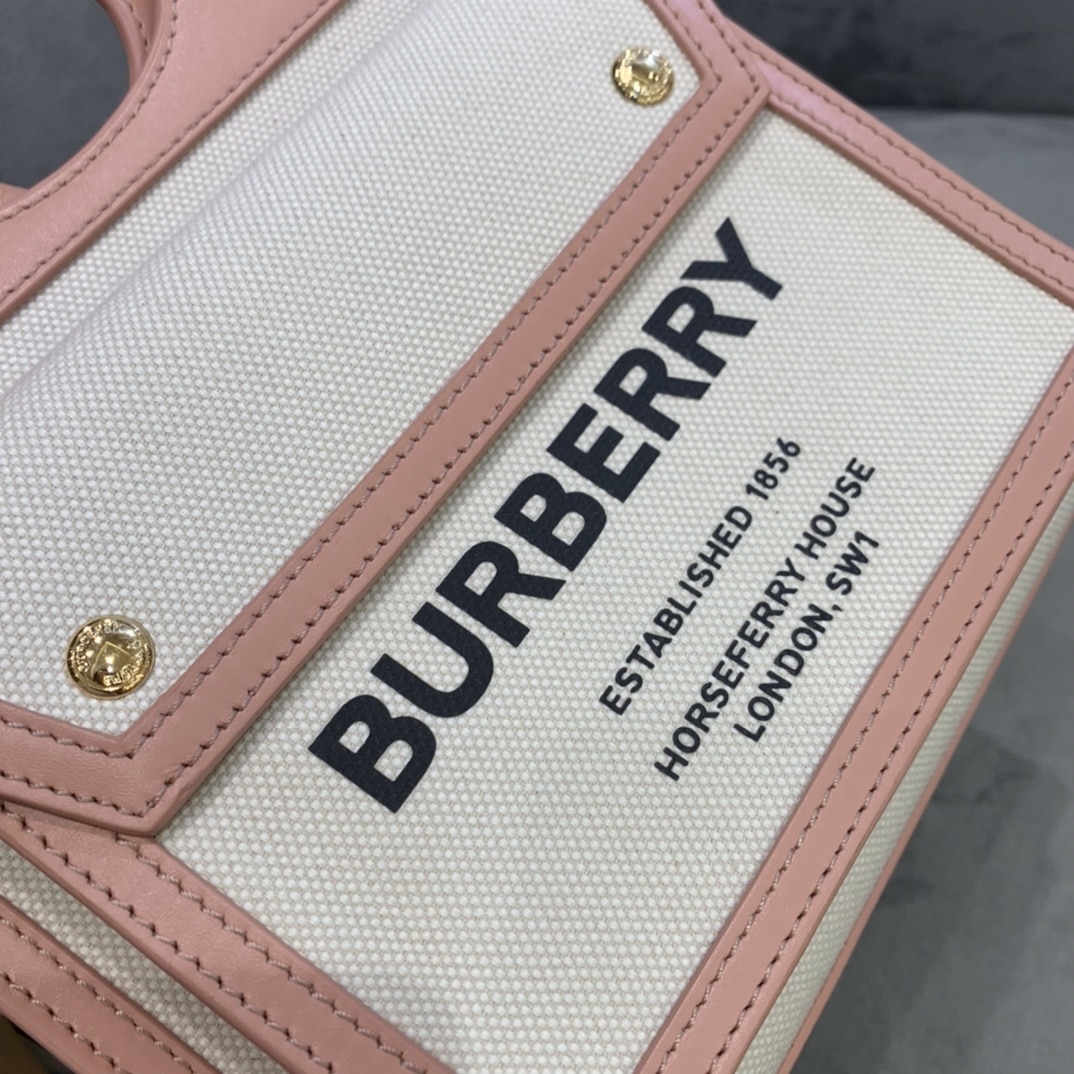 BURBERRY
ESTABLISHED 1856
HORSEFERRY HOUSE
LONDON, SW1